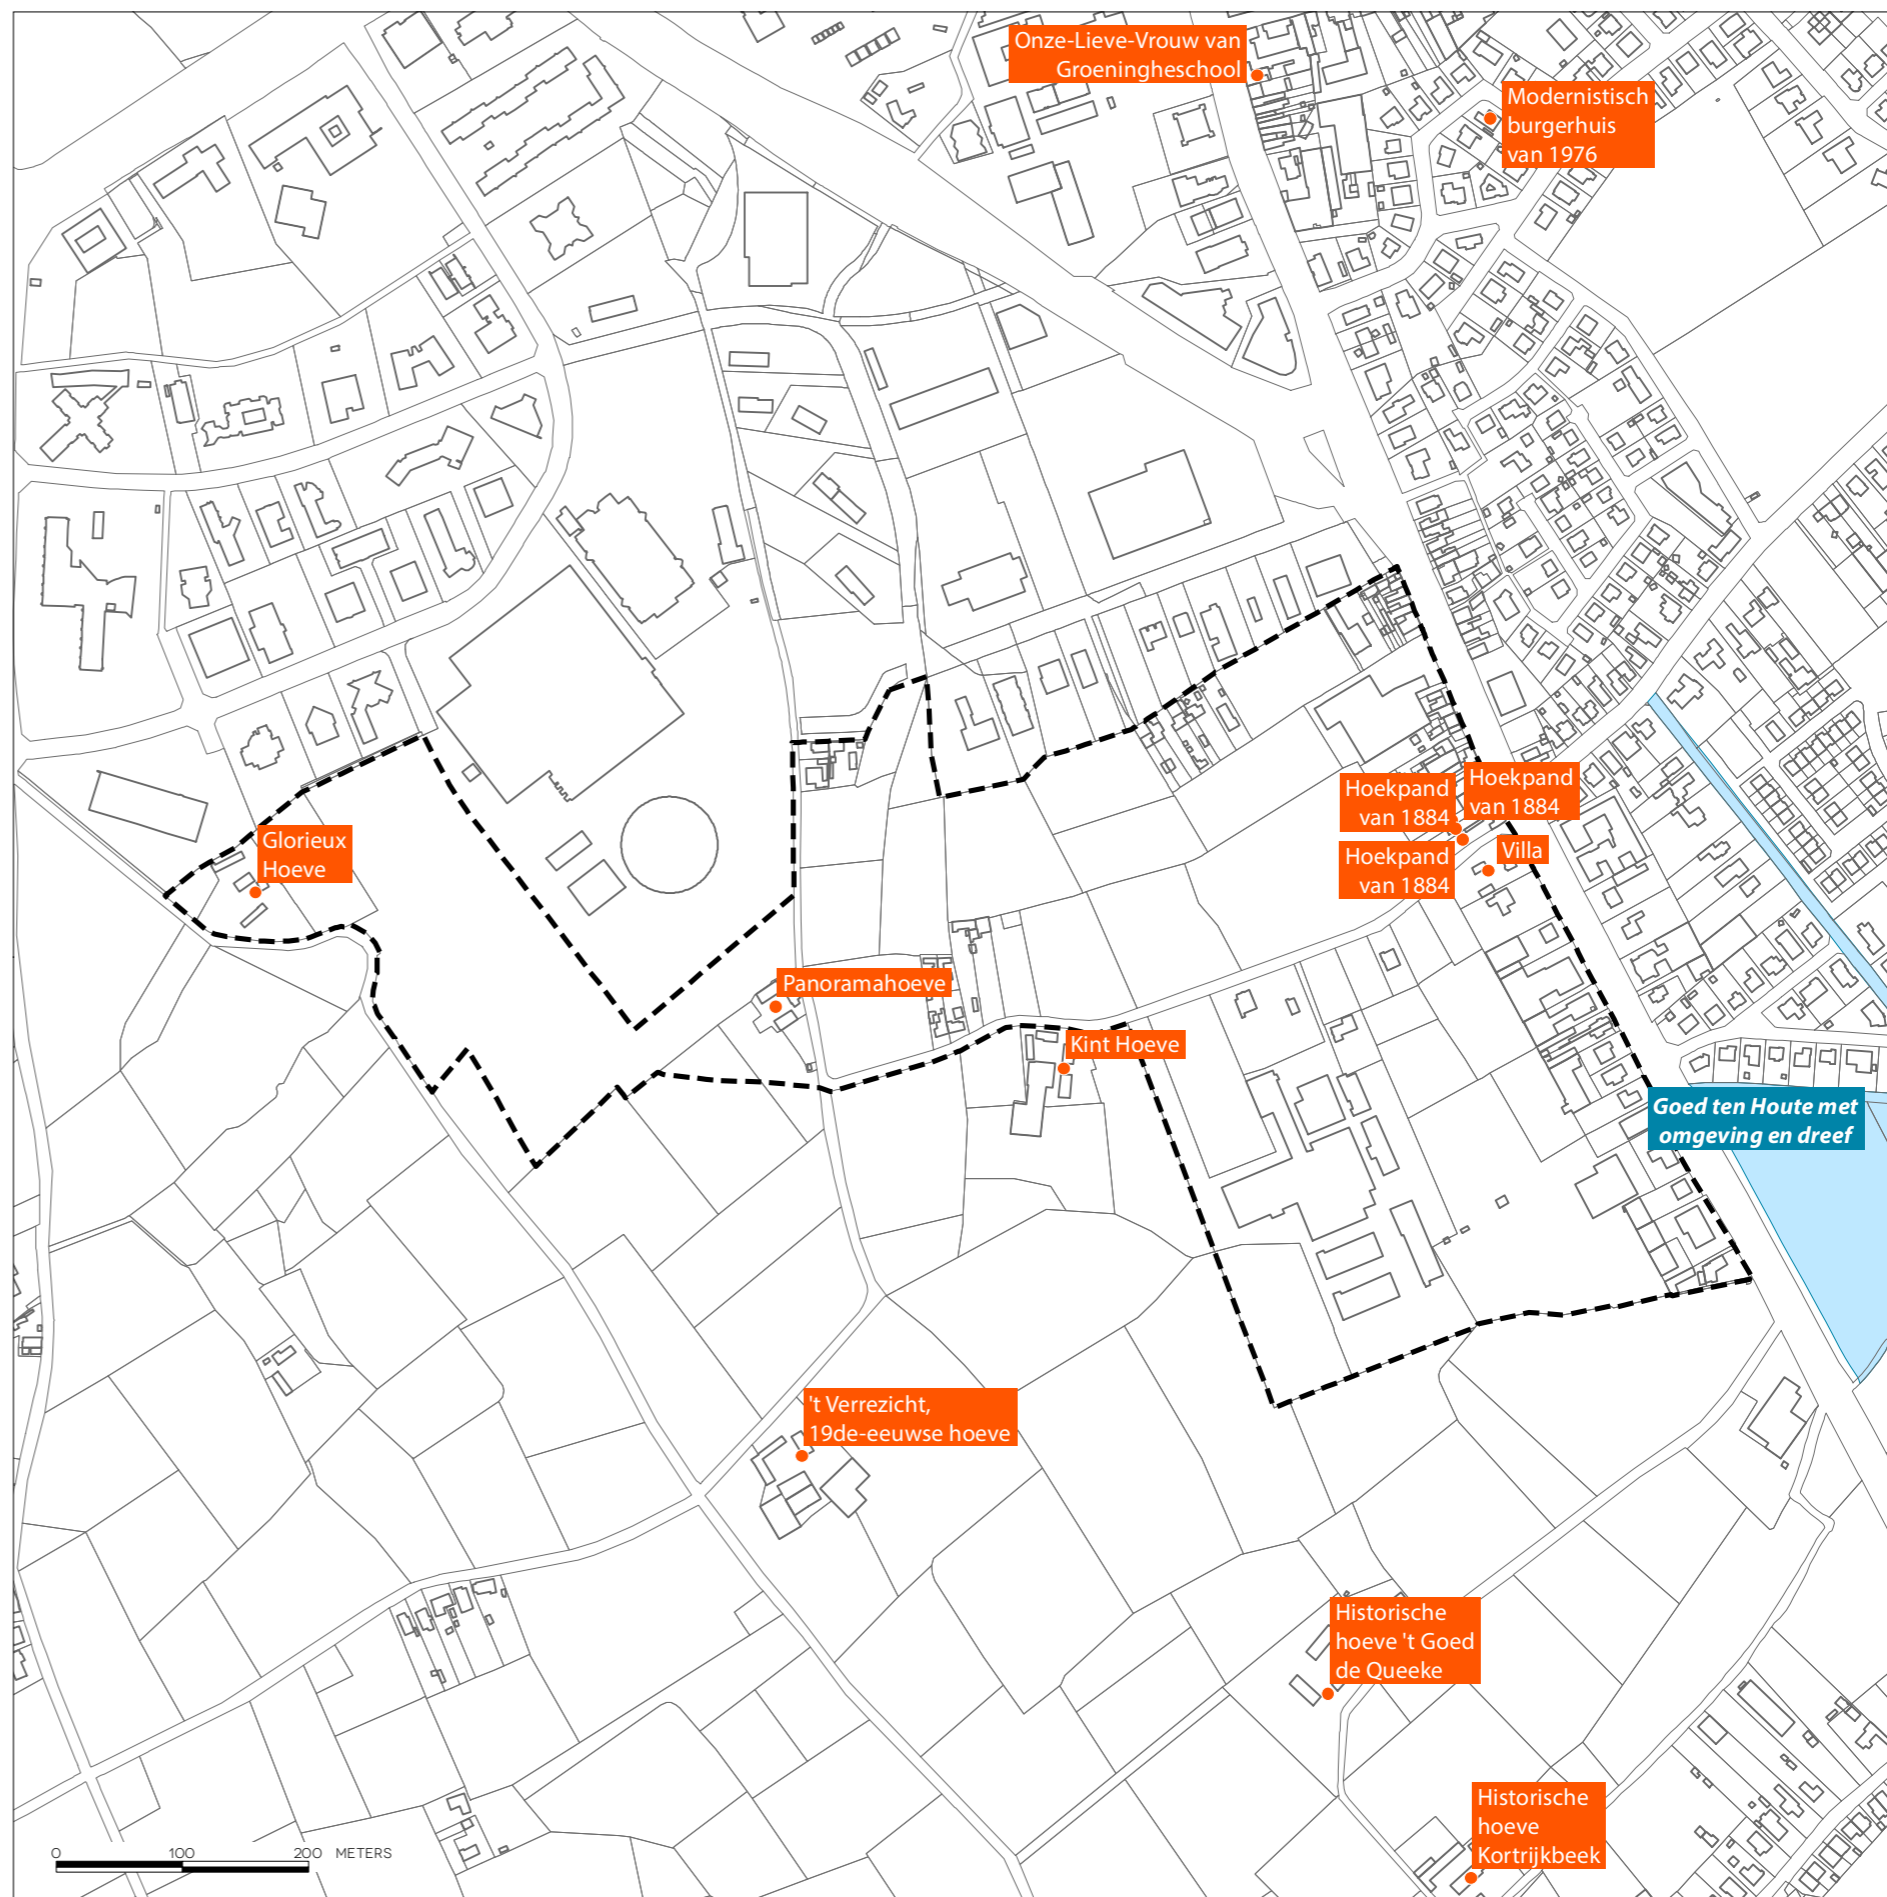 Onze-Lieve-Vrouw van
Groeningheschool
Modernistisch
burgerhuis
van 1976
Hoekpand
van 1884
Hoekpand
van 1884
Hoekpand
van 1884
Villa
Glorieux
Hoeve
Panoramahoeve
Kint Hoeve
Goed ten Houte met
omgeving en dreef
't Verrezicht,
19de-eeuwse hoeve
Historische
hoeve 't Goed
de Queeke
Historische
hoeve
Kortrijkbeek
0 100 200 METERS